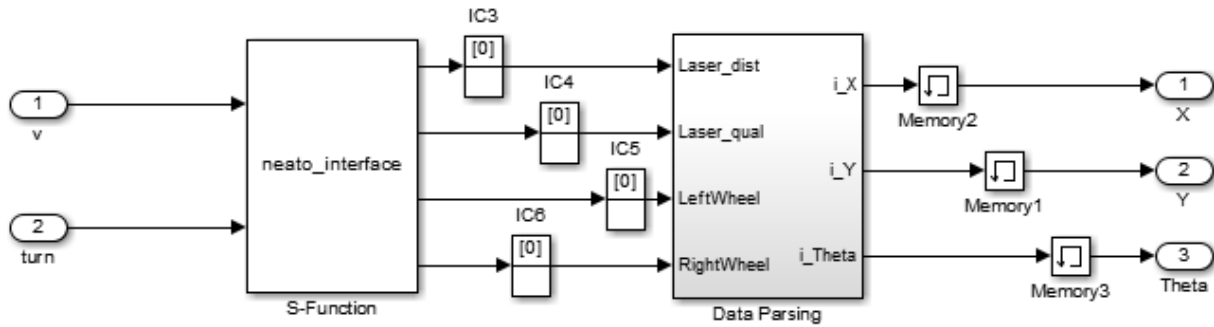 IC3
[0]
1
v
IC4
[0]
Laser_dist
i_X
Memory2
1
X
neato_interface
IC5
[0]
Laser_qual
LeftWheel
i_Y
Memory1
2
Y
2
turn
IC6
[0]
RightWheel
i_Theta
Memory3
3
Theta
S-Function
Data Parsing